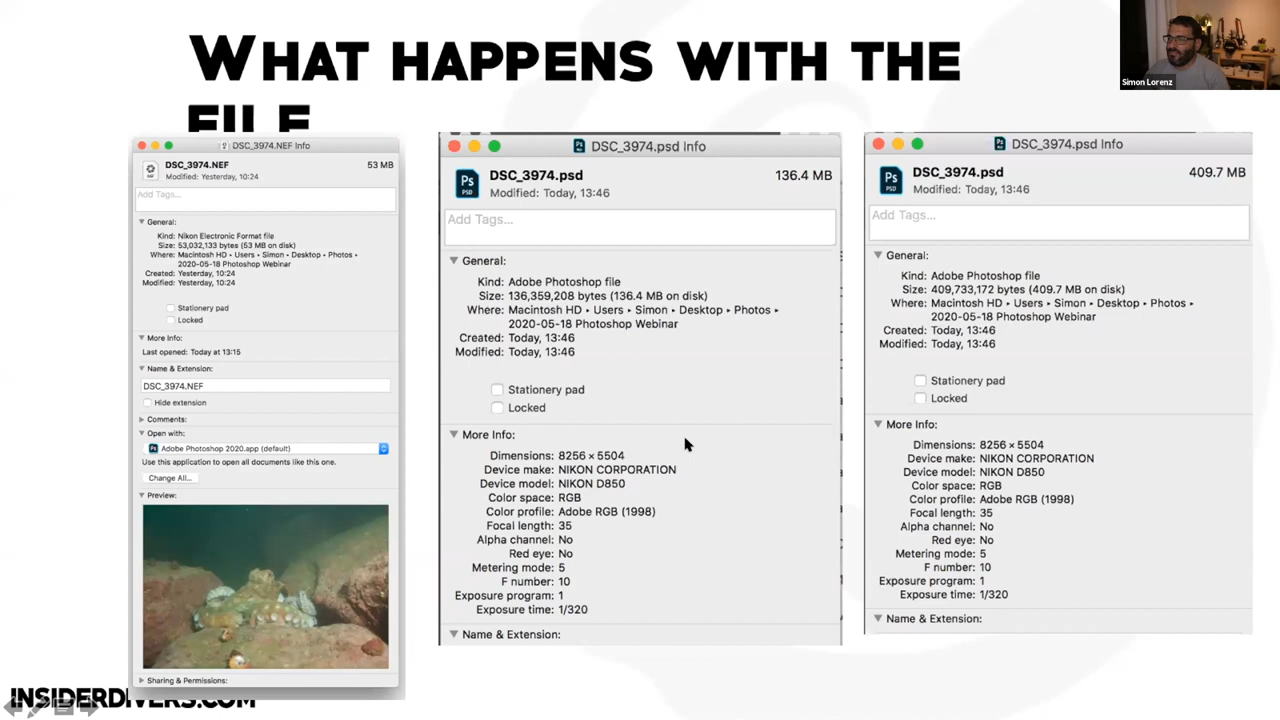 WHAT HAPPENS WITH THE
FILE
Simon Lorenz
DSC_3974.NEF Info
DSC_3974.NEF 53 MB
Modified: Yesterday, 10:24
Add Tags...
General:
Kind: Nikon Electronic Format file
Size: 53,032,133 bytes (53 MB on disk)
Where: Macintosh HD ▸ Users ▸ Simon ▸ Desktop ▸ Photos ▸
2020-05-18 Photoshop Webinar
Created: Yesterday, 10:24
Modified: Yesterday, 10:24
Stationery pad
Locked
More Info:
Last opened: Today at 13:15
Name & Extension:
DSC_3974.NEF
Hide extension
Comments:
Open with:
Adobe Photoshop 2020.app (default)
Use this application to open all documents like this one.
Change All...
Preview:
Sharing & Permissions:
DSC_3974.psd Info
Ps
PSD
DSC_3974.psd 136.4 MB
Modified: Today, 13:46
Add Tags...
General:
Kind: Adobe Photoshop file
Size: 136,359,208 bytes (136.4 MB on disk)
Where: Macintosh HD ▸ Users ▸ Simon ▸ Desktop ▸ Photos ▸
2020-05-18 Photoshop Webinar
Created: Today, 13:46
Modified: Today, 13:46
Stationery pad
Locked
More Info:
Dimensions: 8256 × 5504
Device make: NIKON CORPORATION
Device model: NIKON D850
Color space: RGB
Color profile: Adobe RGB (1998)
Focal length: 35
Alpha channel: No
Red eye: No
Metering mode: 5
F number: 10
Exposure program: 1
Exposure time: 1/320
Name & Extension:
DSC_3974.psd Info
Ps
PSD
DSC_3974.psd 409.7 MB
Modified: Today, 13:46
Add Tags...
General:
Kind: Adobe Photoshop file
Size: 409,733,172 bytes (409.7 MB on disk)
Where: Macintosh HD ▸ Users ▸ Simon ▸ Desktop ▸ Photos ▸
2020-05-18 Photoshop Webinar
Created: Today, 13:46
Modified: Today, 13:46
Stationery pad
Locked
More Info:
Dimensions: 8256 × 5504
Device make: NIKON CORPORATION
Device model: NIKON D850
Color space: RGB
Color profile: Adobe RGB (1998)
Focal length: 35
Alpha channel: No
Red eye: No
Metering mode: 5
F number: 10
Exposure program: 1
Exposure time: 1/320
Name & Extension:
INSIDERDIVERS.COM